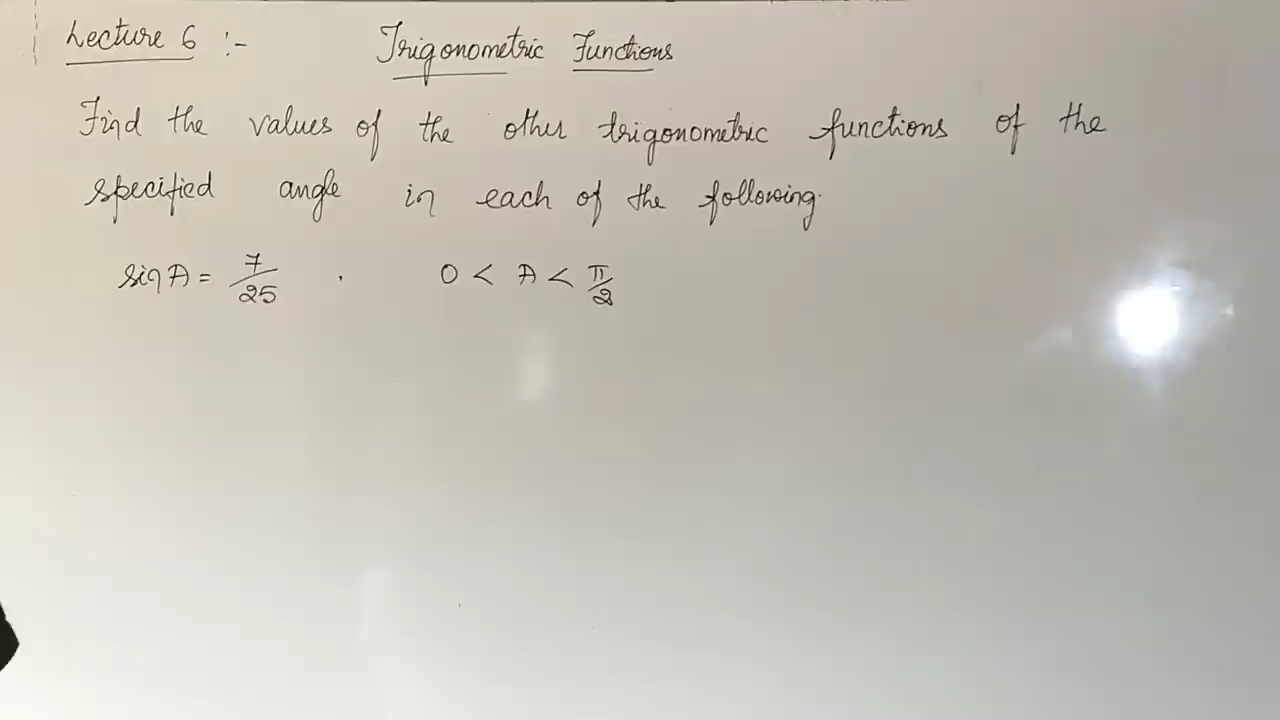 Lecture 6 :- Trigonometric Functions
Find the values of the other trigonometric functions of the
specified angle in each of the following.
sin A = 7/25 , 0 < A < π/2